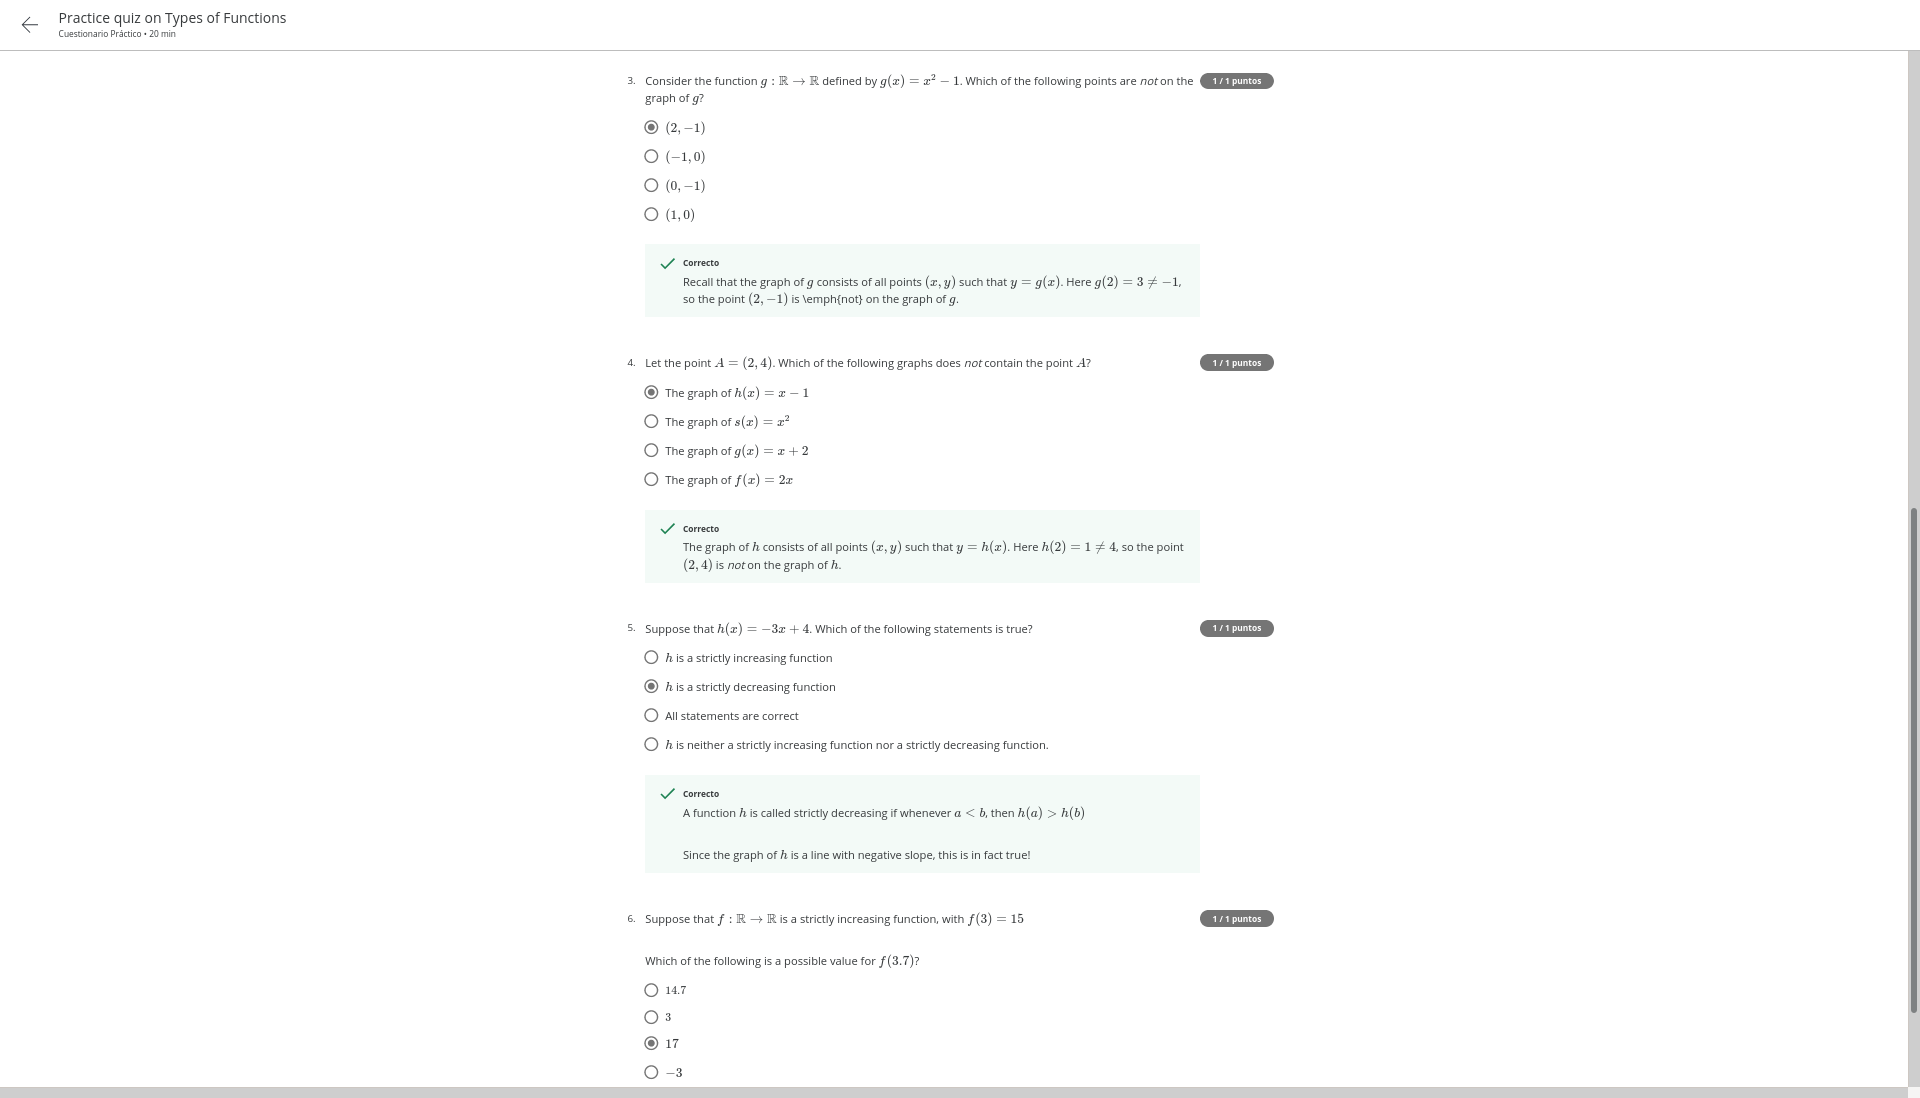 Practice quiz on Types of Functions
Cuestionario Práctico • 20 min
3. Consider the function g : ℝ → ℝ defined by g(x) = x² − 1. Which of the following points are not on the 1 / 1 puntos
graph of g?
(2, −1)
(−1, 0)
(0, −1)
(1, 0)
Correcto
Recall that the graph of g consists of all points (x, y) such that y = g(x). Here g(2) = 3 ≠ −1,
so the point (2, −1) is \emph{not} on the graph of g.
4. Let the point A = (2, 4). Which of the following graphs does not contain the point A? 1 / 1 puntos
The graph of h(x) = x − 1
The graph of s(x) = x²
The graph of g(x) = x + 2
The graph of f(x) = 2x
Correcto
The graph of h consists of all points (x, y) such that y = h(x). Here h(2) = 1 ≠ 4, so the point
(2, 4) is not on the graph of h.
5. Suppose that h(x) = −3x + 4. Which of the following statements is true? 1 / 1 puntos
h is a strictly increasing function
h is a strictly decreasing function
All statements are correct
h is neither a strictly increasing function nor a strictly decreasing function.
Correcto
A function h is called strictly decreasing if whenever a < b, then h(a) > h(b)
Since the graph of h is a line with negative slope, this is in fact true!
6. Suppose that f : ℝ → ℝ is a strictly increasing function, with f(3) = 15 1 / 1 puntos
Which of the following is a possible value for f(3.7)?
14.7
3
17
−3